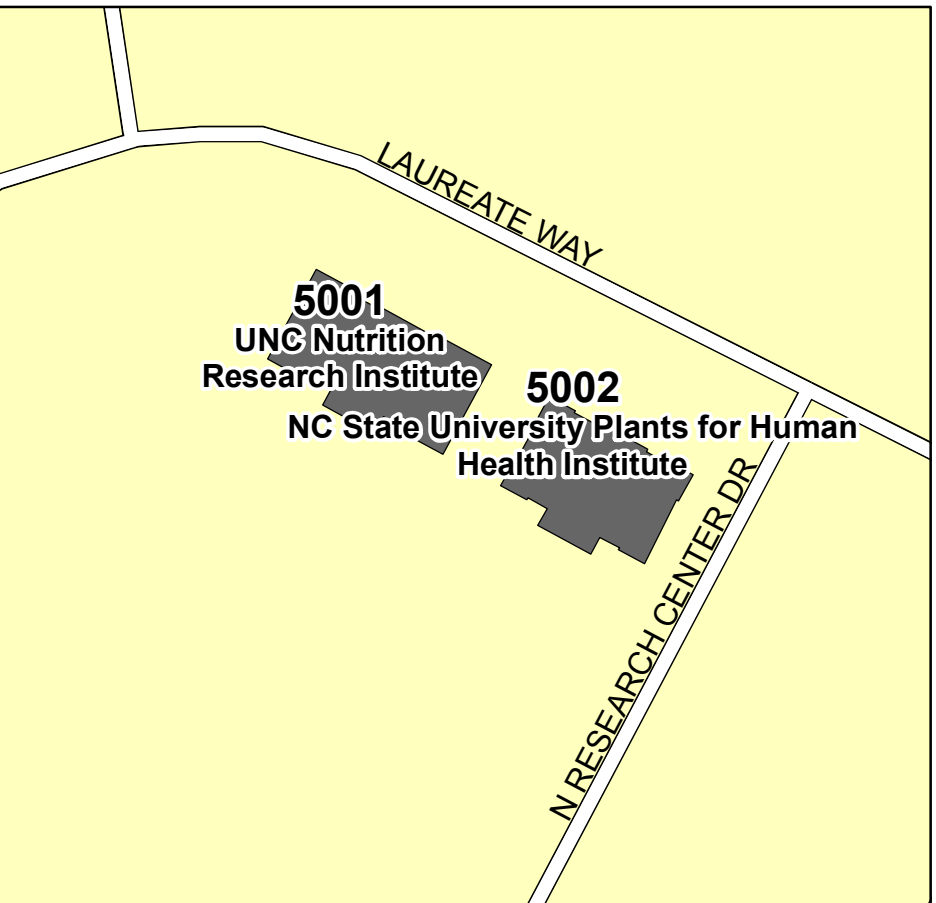 LAUREATE WAY
5001
UNC Nutrition
Research Institute
5002
NC State University Plants for Human
Health Institute
N RESEARCH CENTER DR